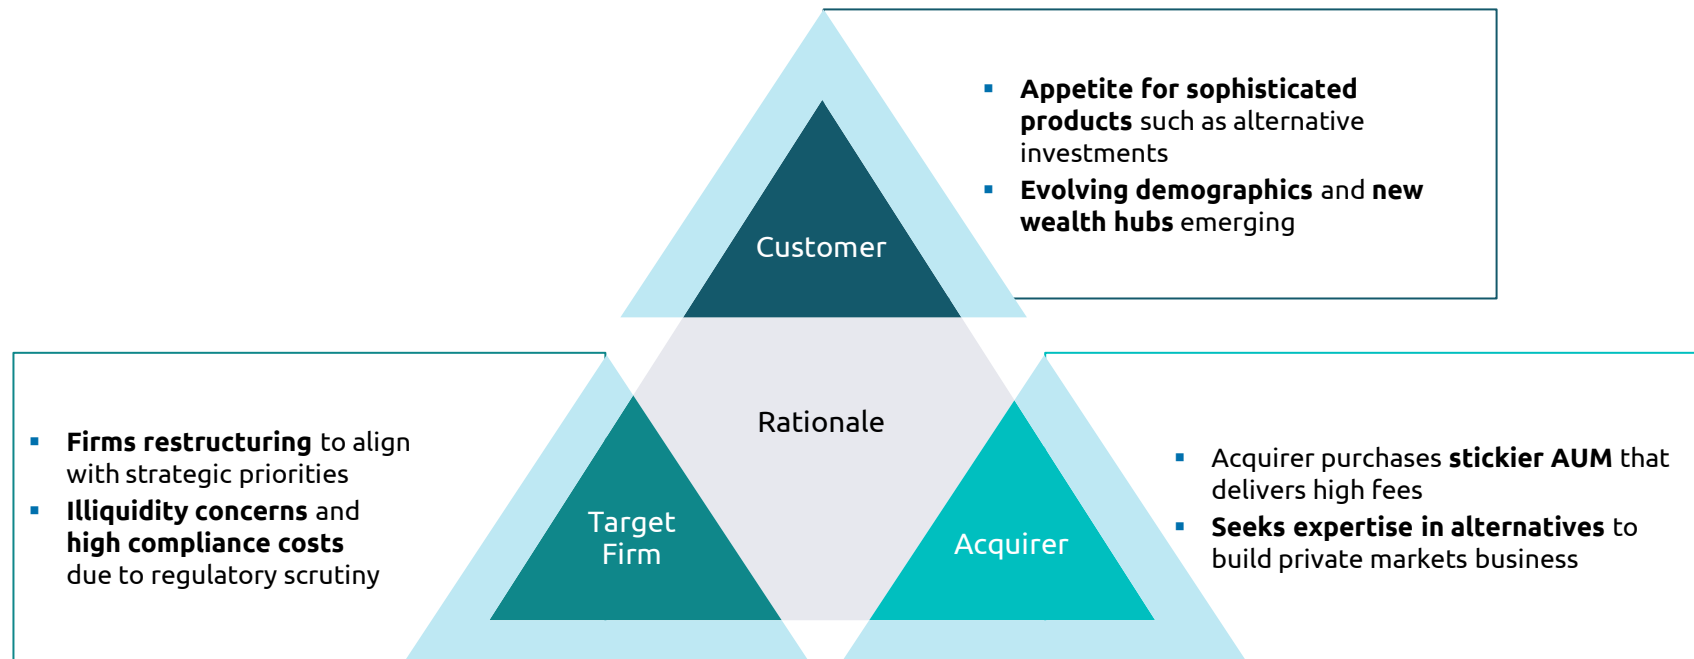 ▪ Appetite for sophisticated
products such as alternative
investments
▪ Evolving demographics and new
wealth hubs emerging
Customer
Rationale
▪ Firms restructuring to align
with strategic priorities
▪ Illiquidity concerns and
high compliance costs
due to regulatory scrutiny
Target
Firm
Acquirer
▪ Acquirer purchases stickier AUM that
delivers high fees
▪ Seeks expertise in alternatives to
build private markets business